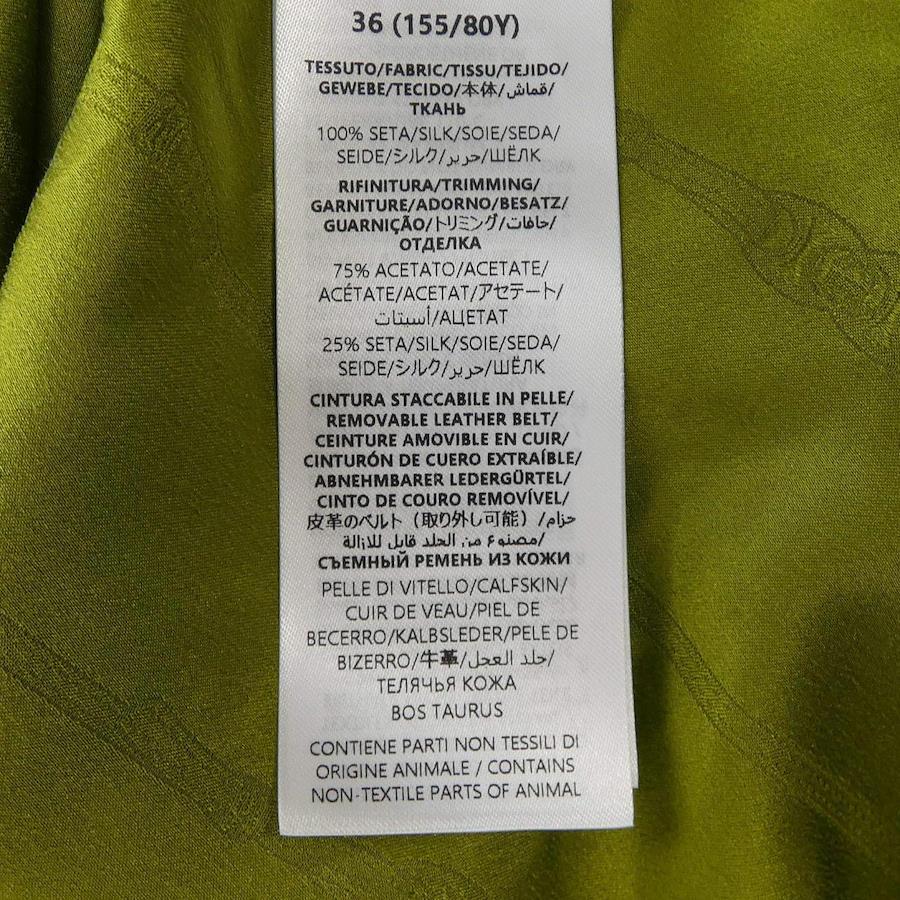 36 (155/80Y)
TESSUTO/FABRIC/TISSU/TEJIDO/
GEWEBE/TECIDO/本体/قماش/
ТКАНЬ
100% SETA/SILK/SOIE/SEDA/
SEIDE/シルク/حرير/ШЁЛК
RIFINITURA/TRIMMING/
GARNITURE/ADORNO/BESATZ/
GUARNIÇÃO/トリミング/حافات/
ОТДЕЛКА
75% ACETATO/ACETATE/
ACÉTATE/ACETAT/アセテート/
أسيتات/АЦЕТАТ
25% SETA/SILK/SOIE/SEDA/
SEIDE/シルク/حرير/ШЁЛК
CINTURA STACCABILE IN PELLE/
REMOVABLE LEATHER BELT/
CEINTURE AMOVIBLE EN CUIR/
CINTURÓN DE CUERO EXTRAÍBLE/
ABNEHMBARER LEDERGÜRTEL/
CINTO DE COURO REMOVÍVEL/
皮革のベルト（取り外し可能）/حزام
مصنوع من الجلد قابل للازالة/
СЪЕМНЫЙ РЕМЕНЬ ИЗ КОЖИ
PELLE DI VITELLO/CALFSKIN/
CUIR DE VEAU/PIEL DE
BECERRO/KALBSLEDER/PELE DE
BIZERRO/牛革/جلد العجل/
ТЕЛЯЧЬЯ КОЖА
BOS TAURUS
CONTIENE PARTI NON TESSILI DI
ORIGINE ANIMALE / CONTAINS
NON-TEXTILE PARTS OF ANIMAL